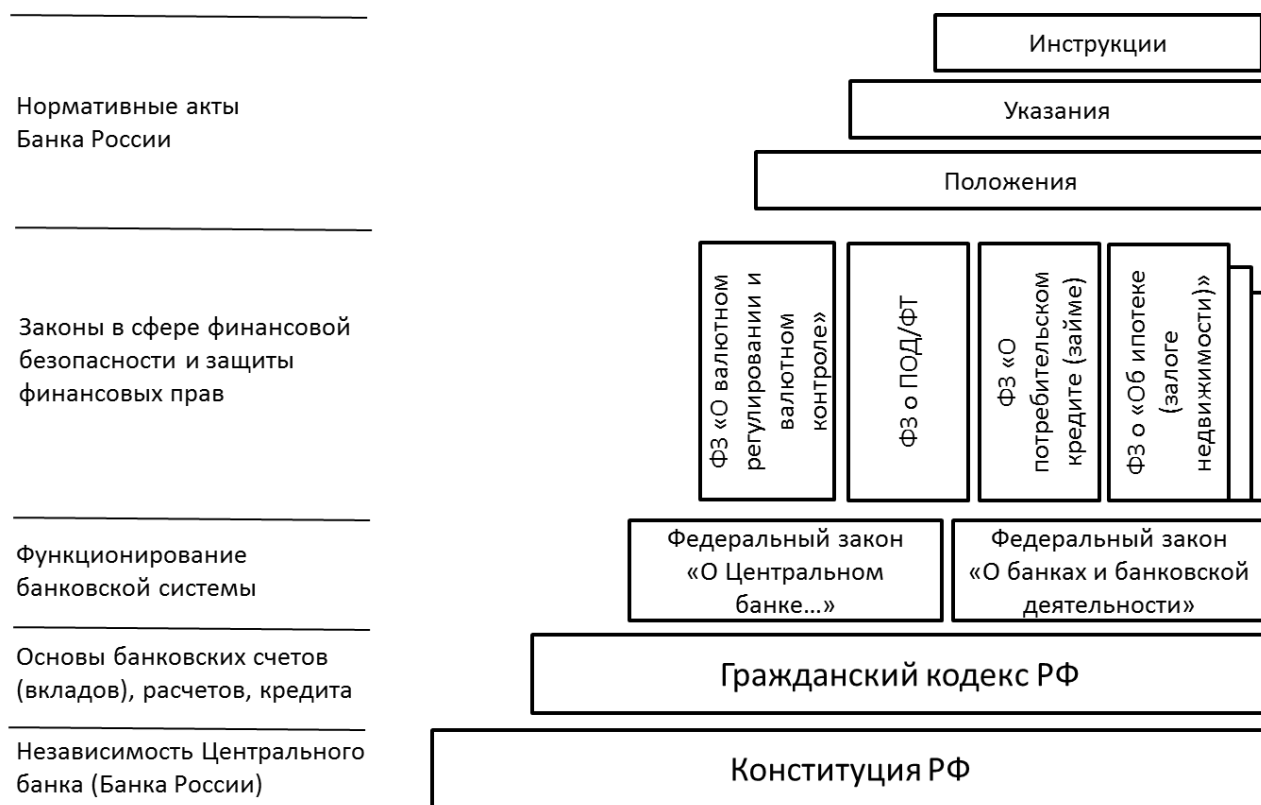 Инструкции
Нормативные акты
Банка России
Указания
Положения
Законы в сфере финансовой
безопасности и защиты
финансовых прав
ФЗ «О валютном
регулировании и
валютном
контроле»
ФЗ о ПОД/ФТ
ФЗ «О
потребительском
кредите (займе)
ФЗ о «Об ипотеке
(залоге
недвижимости)»
Функционирование
банковской системы
Федеральный закон
«О Центральном
банке…»
Федеральный закон
«О банках и банковской
деятельности»
Основы банковских счетов
(вкладов), расчетов, кредита
Гражданский кодекс РФ
Независимость Центрального
банка (Банка России)
Конституция РФ